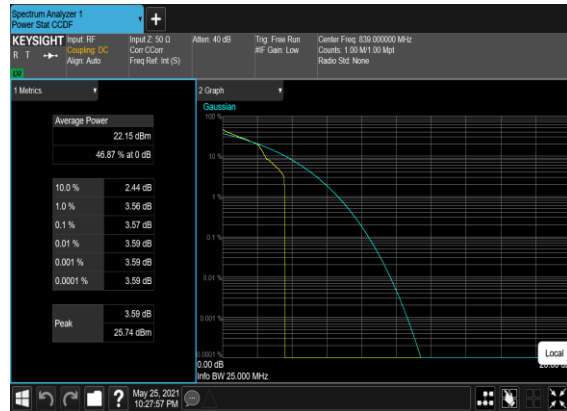 Spectrum Analyzer 1
Power Stat CCDF
KEYSIGHT
R T
LV
Input: RF
Coupling: DC
Align: Auto
Input Z: 50 Ω
Corr CCorr
Freq Ref: Int (S)
Atten: 40 dB
Trig: Free Run
#IF Gain: Low
Center Freq: 839.000000 MHz
Counts: 1.00 M/1.00 Mpt
Radio Std: None
1 Metrics
Average Power
22.15 dBm
46.87 % at 0 dB
10.0 % 2.44 dB
1.0 % 3.56 dB
0.1 % 3.57 dB
0.01 % 3.59 dB
0.001 % 3.59 dB
0.0001 % 3.59 dB
Peak
3.59 dB
25.74 dBm
2 Graph
Gaussian
100 %
10 %
1 %
0.1 %
0.01 %
0.001 %
0.0001 %
0.00 dB
Info BW 25.000 MHz
Local
?
May 25, 2021
10:27:57 PM